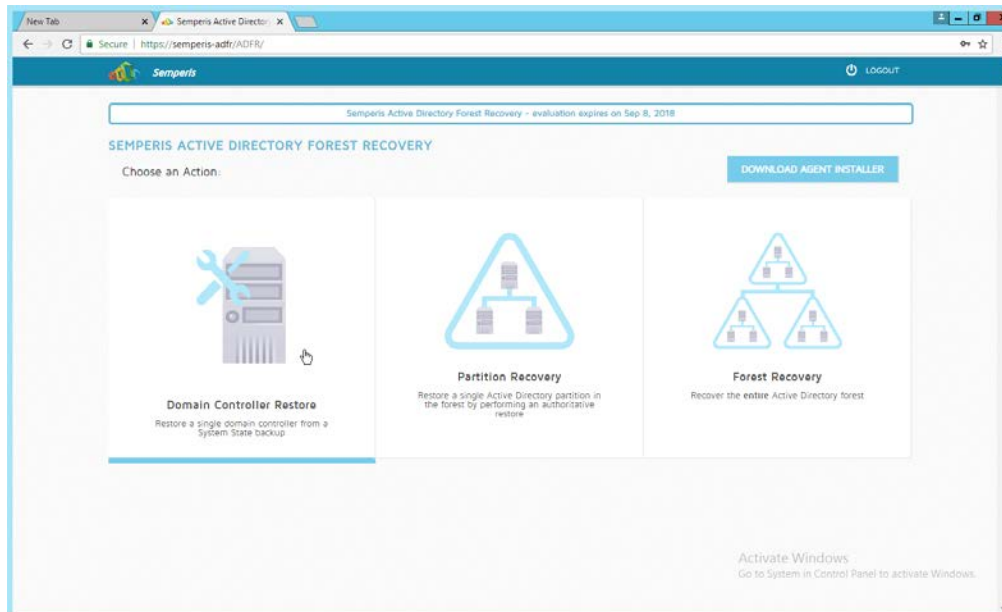 New Tab
Semperis Active Director
Secure | https://semperis-adfr/ADFR/
Semperis
LOGOUT
Semperis Active Directory Forest Recovery - evaluation expires on Sep 8, 2018
SEMPERIS ACTIVE DIRECTORY FOREST RECOVERY
Choose an Action:
DOWNLOAD AGENT INSTALLER
Domain Controller Restore
Restore a single domain controller from a
System State backup
Partition Recovery
Restore a single Active Directory partition in
the forest by performing an authoritative
restore
Forest Recovery
Recover the entire Active Directory forest
Activate Windows
Go to System in Control Panel to activate Windows.